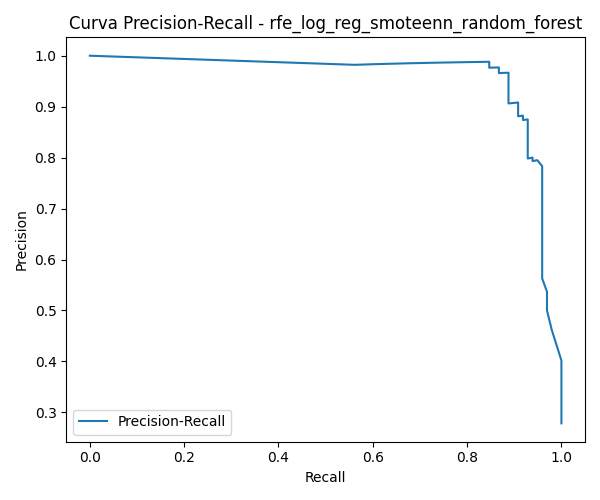 Curva Precision-Recall - rfe_log_reg_smoteenn_random_forest
1.0
0.9
0.8
0.7
0.6
0.5
0.4
0.3
Precision
Precision-Recall
0.0 0.2 0.4 0.6 0.8 1.0
Recall